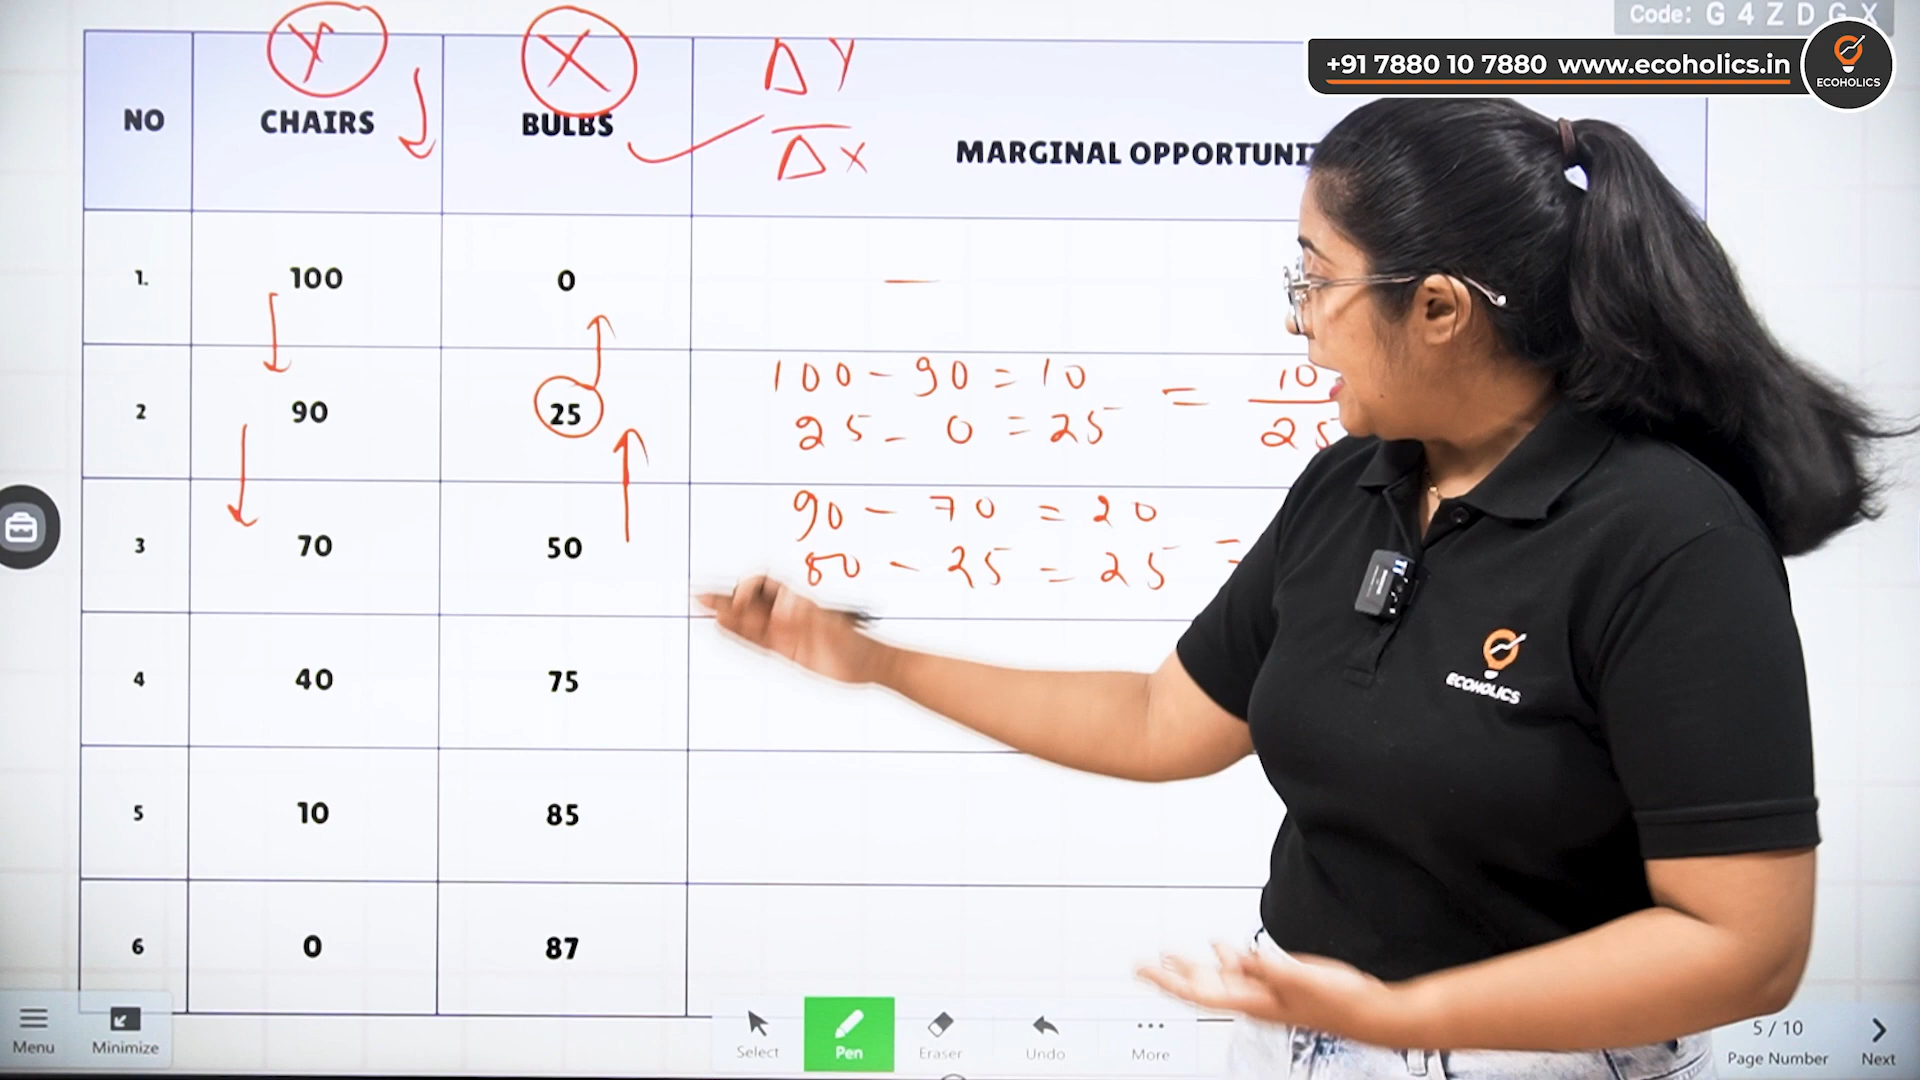 Code: G 4 Z D G X
+91 7880 10 7880 www.ecoholics.in
ECOHOLICS
Y X ΔY
ΔX
NO CHAIRS BULBS MARGINAL
1. 100 0 —
2 90 25 100 - 90 = 10 = 10
25 - 0 = 25 25
3 70 50 90 - 70 = 20 =
50 - 25 = 25
4 40 75
5 10 85
6 0 87
ECOHOLICS
Menu Minimize Select Pen Eraser Undo More 5 / 10
Page Number Next